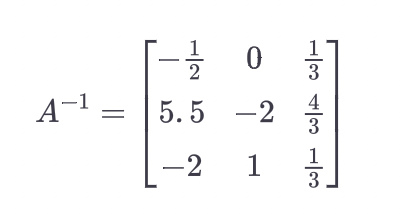 A⁻¹ = [ -1/2 0 1/3
5.5 -2 4/3
-2 1 1/3 ]